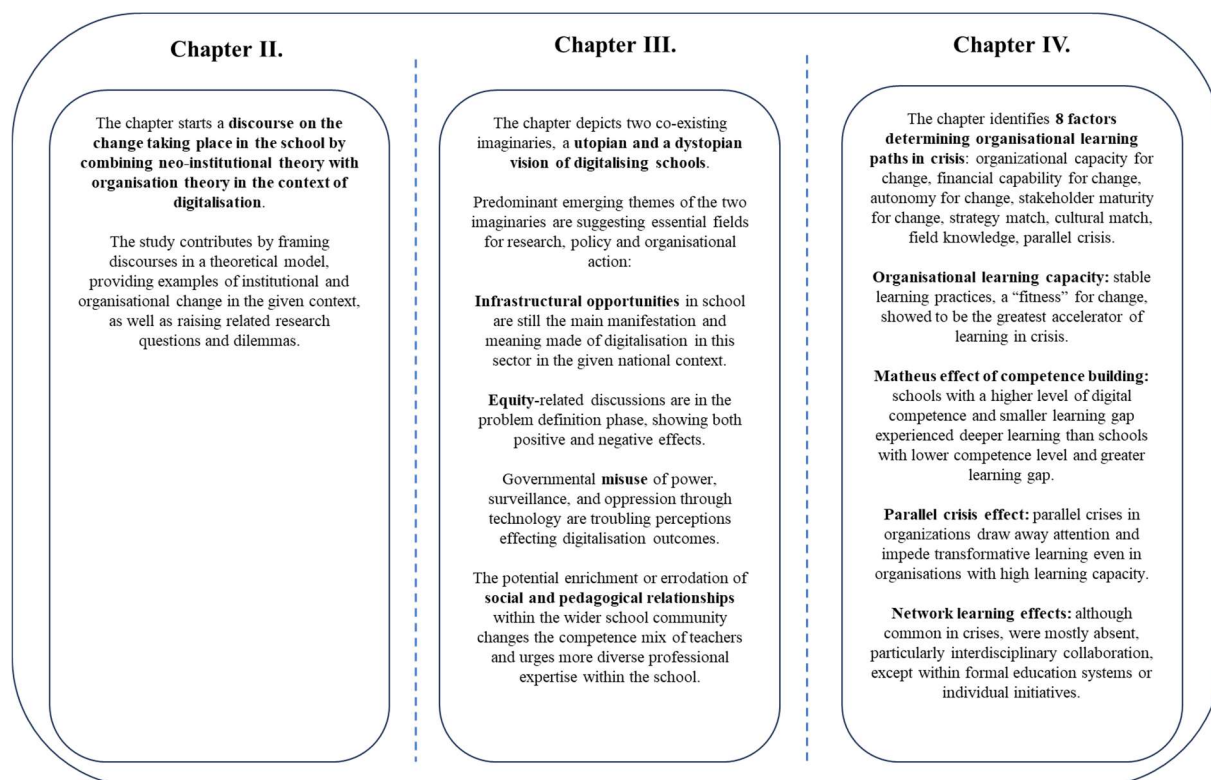 Chapter II.
The chapter starts a discourse on the
change taking place in the school by
combining neo-institutional theory with
organisation theory in the context of
digitalisation.
The study contributes by framing
discourses in a theoretical model,
providing examples of institutional and
organisational change in the given context,
as well as raising related research
questions and dilemmas.
Chapter III.
The chapter depicts two co-existing
imaginaries, a utopian and a dystopian
vision of digitalising schools.
Predominant emerging themes of the two
imaginaries are suggesting essential fields
for research, policy and organisational
action:
Infrastructural opportunities in school
are still the main manifestation and
meaning made of digitalisation in this
sector in the given national context.
Equity-related discussions are in the
problem definition phase, showing both
positive and negative effects.
Governmental misuse of power,
surveillance, and oppression through
technology are troubling perceptions
effecting digitalisation outcomes.
The potential enrichment or errodation of
social and pedagogical relationships
within the wider school community
changes the competence mix of teachers
and urges more diverse professional
expertise within the school.
Chapter IV.
The chapter identifies 8 factors
determining organisational learning
paths in crisis: organizational capacity for
change, financial capability for change,
autonomy for change, stakeholder maturity
for change, strategy match, cultural match,
field knowledge, parallel crisis.
Organisational learning capacity: stable
learning practices, a “fitness” for change,
showed to be the greatest accelerator of
learning in crisis.
Matheus effect of competence building:
schools with a higher level of digital
competence and smaller learning gap
experienced deeper learning than schools
with lower competence level and greater
learning gap.
Parallel crisis effect: parallel crises in
organizations draw away attention and
impede transformative learning even in
organisations with high learning capacity.
Network learning effects: although
common in crises, were mostly absent,
particularly interdisciplinary collaboration,
except within formal education systems or
individual initiatives.